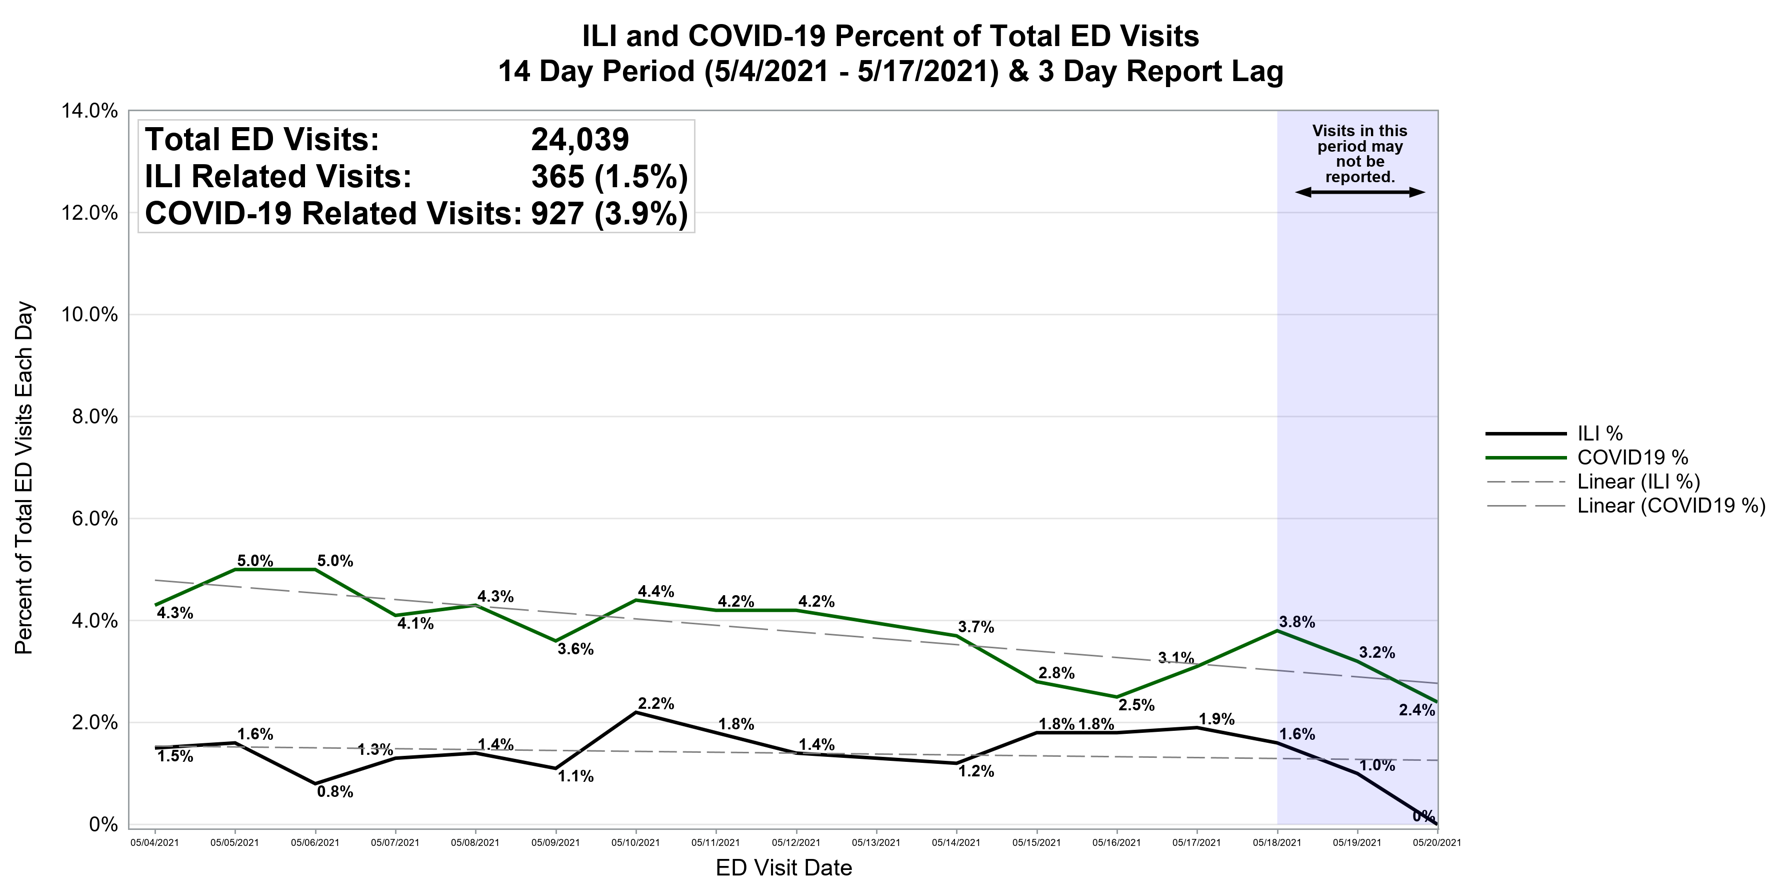 ILI and COVID-19 Percent of Total ED Visits
14 Day Period (5/4/2021 - 5/17/2021) & 3 Day Report Lag
Total ED Visits: 24,039
ILI Related Visits: 365 (1.5%)
COVID-19 Related Visits: 927 (3.9%)
Visits in this
period may
not be
reported.
Percent of Total ED Visits Each Day
14.0%
12.0%
10.0%
8.0%
6.0%
4.0%
2.0%
0%
4.3%
5.0%
5.0%
4.1%
4.3%
3.6%
4.4%
4.2%
4.2%
3.7%
2.8%
2.5%
3.1%
3.8%
3.2%
2.4%
1.5%
1.6%
0.8%
1.3%
1.4%
1.1%
2.2%
1.8%
1.4%
1.2%
1.8%
1.8%
1.9%
1.6%
1.0%
0%
05/04/2021 05/05/2021 05/06/2021 05/07/2021 05/08/2021 05/09/2021 05/10/2021 05/11/2021 05/12/2021 05/13/2021 05/14/2021 05/15/2021 05/16/2021 05/17/2021 05/18/2021 05/19/2021 05/20/2021
ED Visit Date
ILI %
COVID19 %
Linear (ILI %)
Linear (COVID19 %)